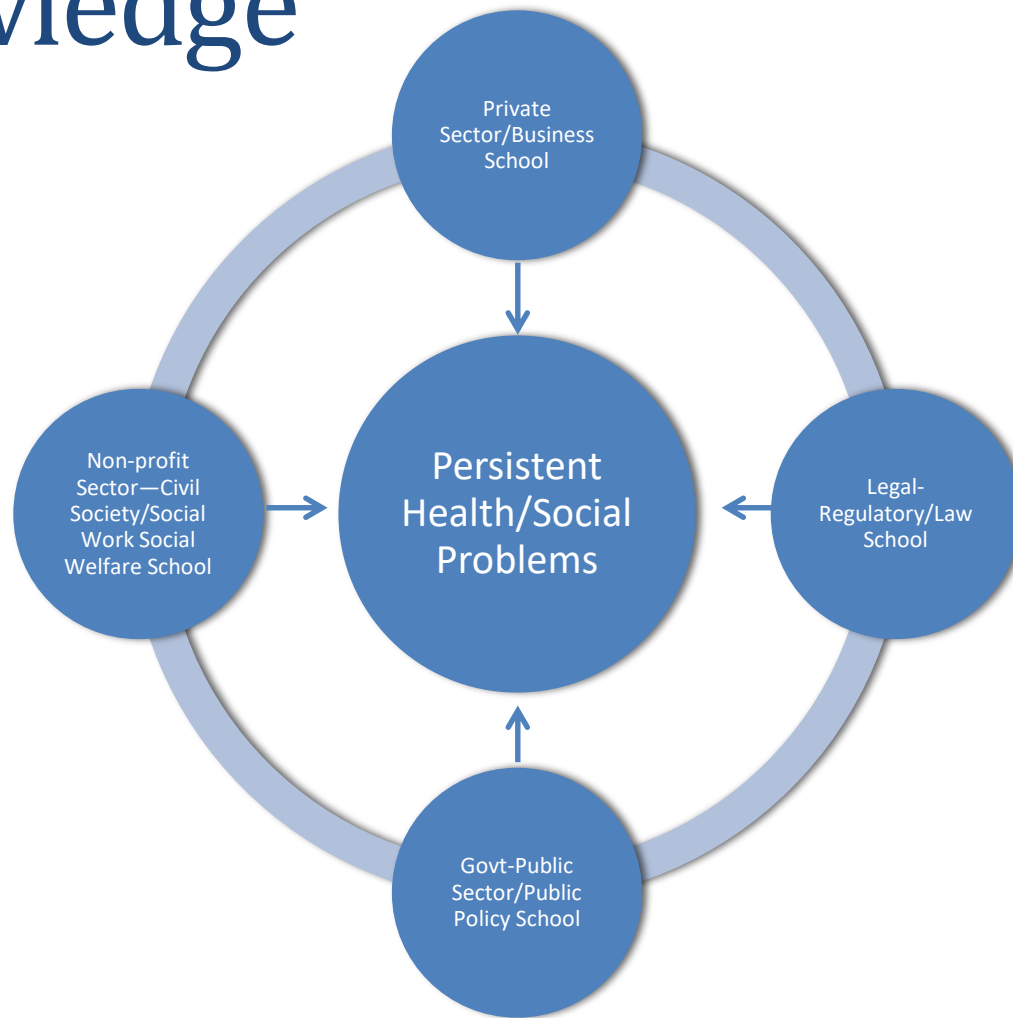 Private
Sector/Business
School
Non-profit
Sector—Civil
Society/Social
Work Social
Welfare School
Persistent
Health/Social
Problems
Legal-
Regulatory/Law
School
Govt-Public
Sector/Public
Policy School